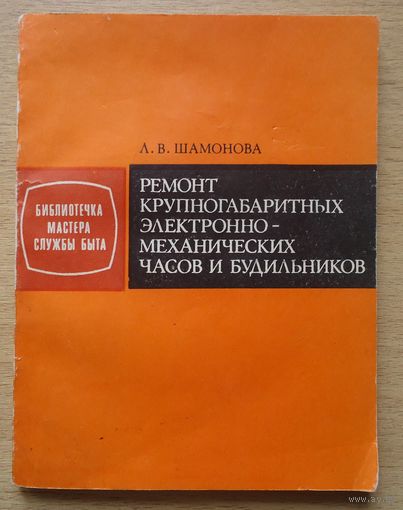 Л. В. ШАМОНОВА
БИБЛИОТЕЧКА
МАСТЕРА
СЛУЖБЫ БЫТА
РЕМОНТ
КРУПНОГАБАРИТНЫХ
ЭЛЕКТРОННО-
МЕХАНИЧЕСКИХ
ЧАСОВ И БУДИЛЬНИКОВ